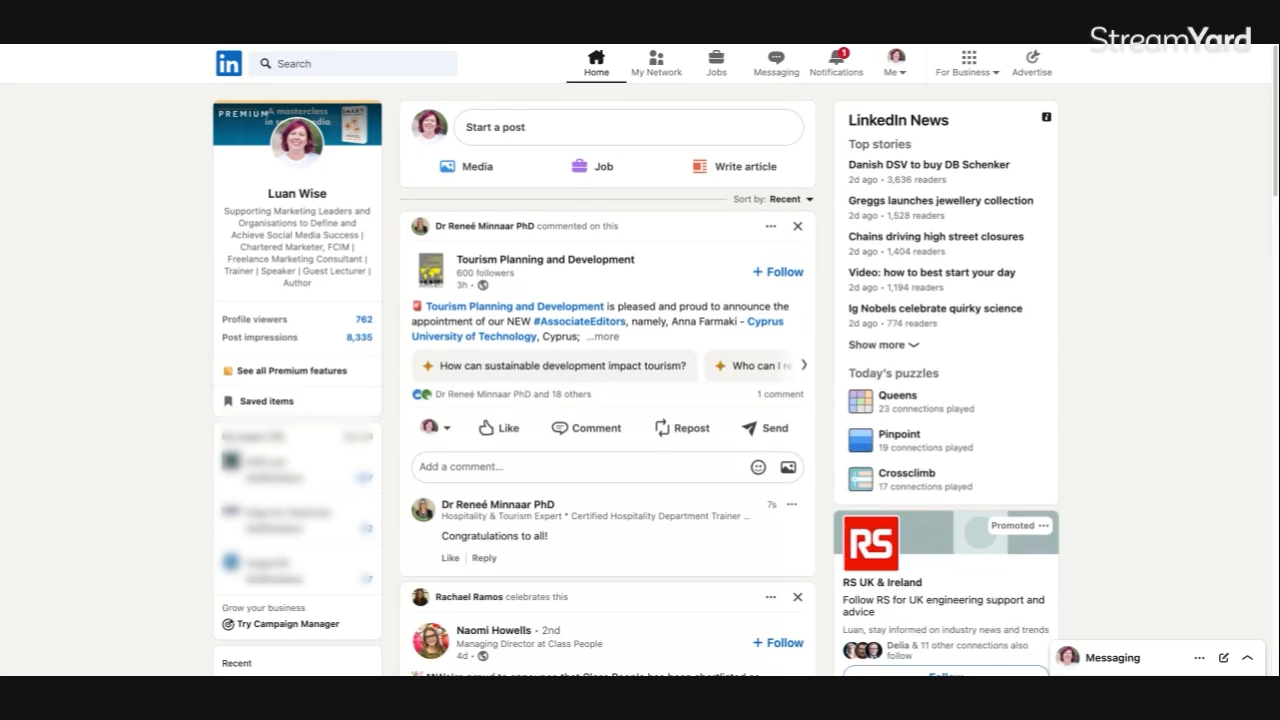 StreamYard
in
Search
Home
My Network
Jobs
Messaging
1
Notifications
Me
For Business
Advertise
PREMIUM
A masterclass
Luan Wise
Supporting Marketing Leaders and
Organisations to Define and
Achieve Social Media Success |
Chartered Marketer, FCIM |
Freelance Marketing Consultant |
Trainer | Speaker | Guest Lecturer |
Author
Profile viewers 762
Post impressions 8,335
See all Premium features
Saved items
Grow your business
Try Campaign Manager
Recent
Start a post
Media
Job
Write article
Sort by: Recent
Dr Reneé Minnaar PhD commented on this
Tourism Planning and Development
600 followers
3h •
+ Follow
Tourism Planning and Development is pleased and proud to announce the
appointment of our NEW #AssociateEditors, namely, Anna Farmaki - Cyprus
University of Technology, Cyprus; ...more
How can sustainable development impact tourism?
Who can I re
Dr Reneé Minnaar PhD and 18 others
1 comment
Like
Comment
Repost
Send
Add a comment...
Dr Reneé Minnaar PhD
7s
Hospitality & Tourism Expert * Certified Hospitality Department Trainer ...
Congratulations to all!
Like | Reply
Rachael Ramos celebrates this
Naomi Howells • 2nd
Managing Director at Class People
4d •
+ Follow
LinkedIn News
Top stories
Danish DSV to buy DB Schenker
2d ago • 3,636 readers
Greggs launches jewellery collection
2d ago • 1,528 readers
Chains driving high street closures
2d ago • 1,404 readers
Video: how to best start your day
2d ago • 1,194 readers
Ig Nobels celebrate quirky science
2d ago • 774 readers
Show more
Today's puzzles
Queens
23 connections played
Pinpoint
19 connections played
Crossclimb
17 connections played
Promoted
RS
RS UK & Ireland
Follow RS for UK engineering support and
advice
Luan, stay informed on industry news and trends
Delia & 11 other connections also
follow
Messaging